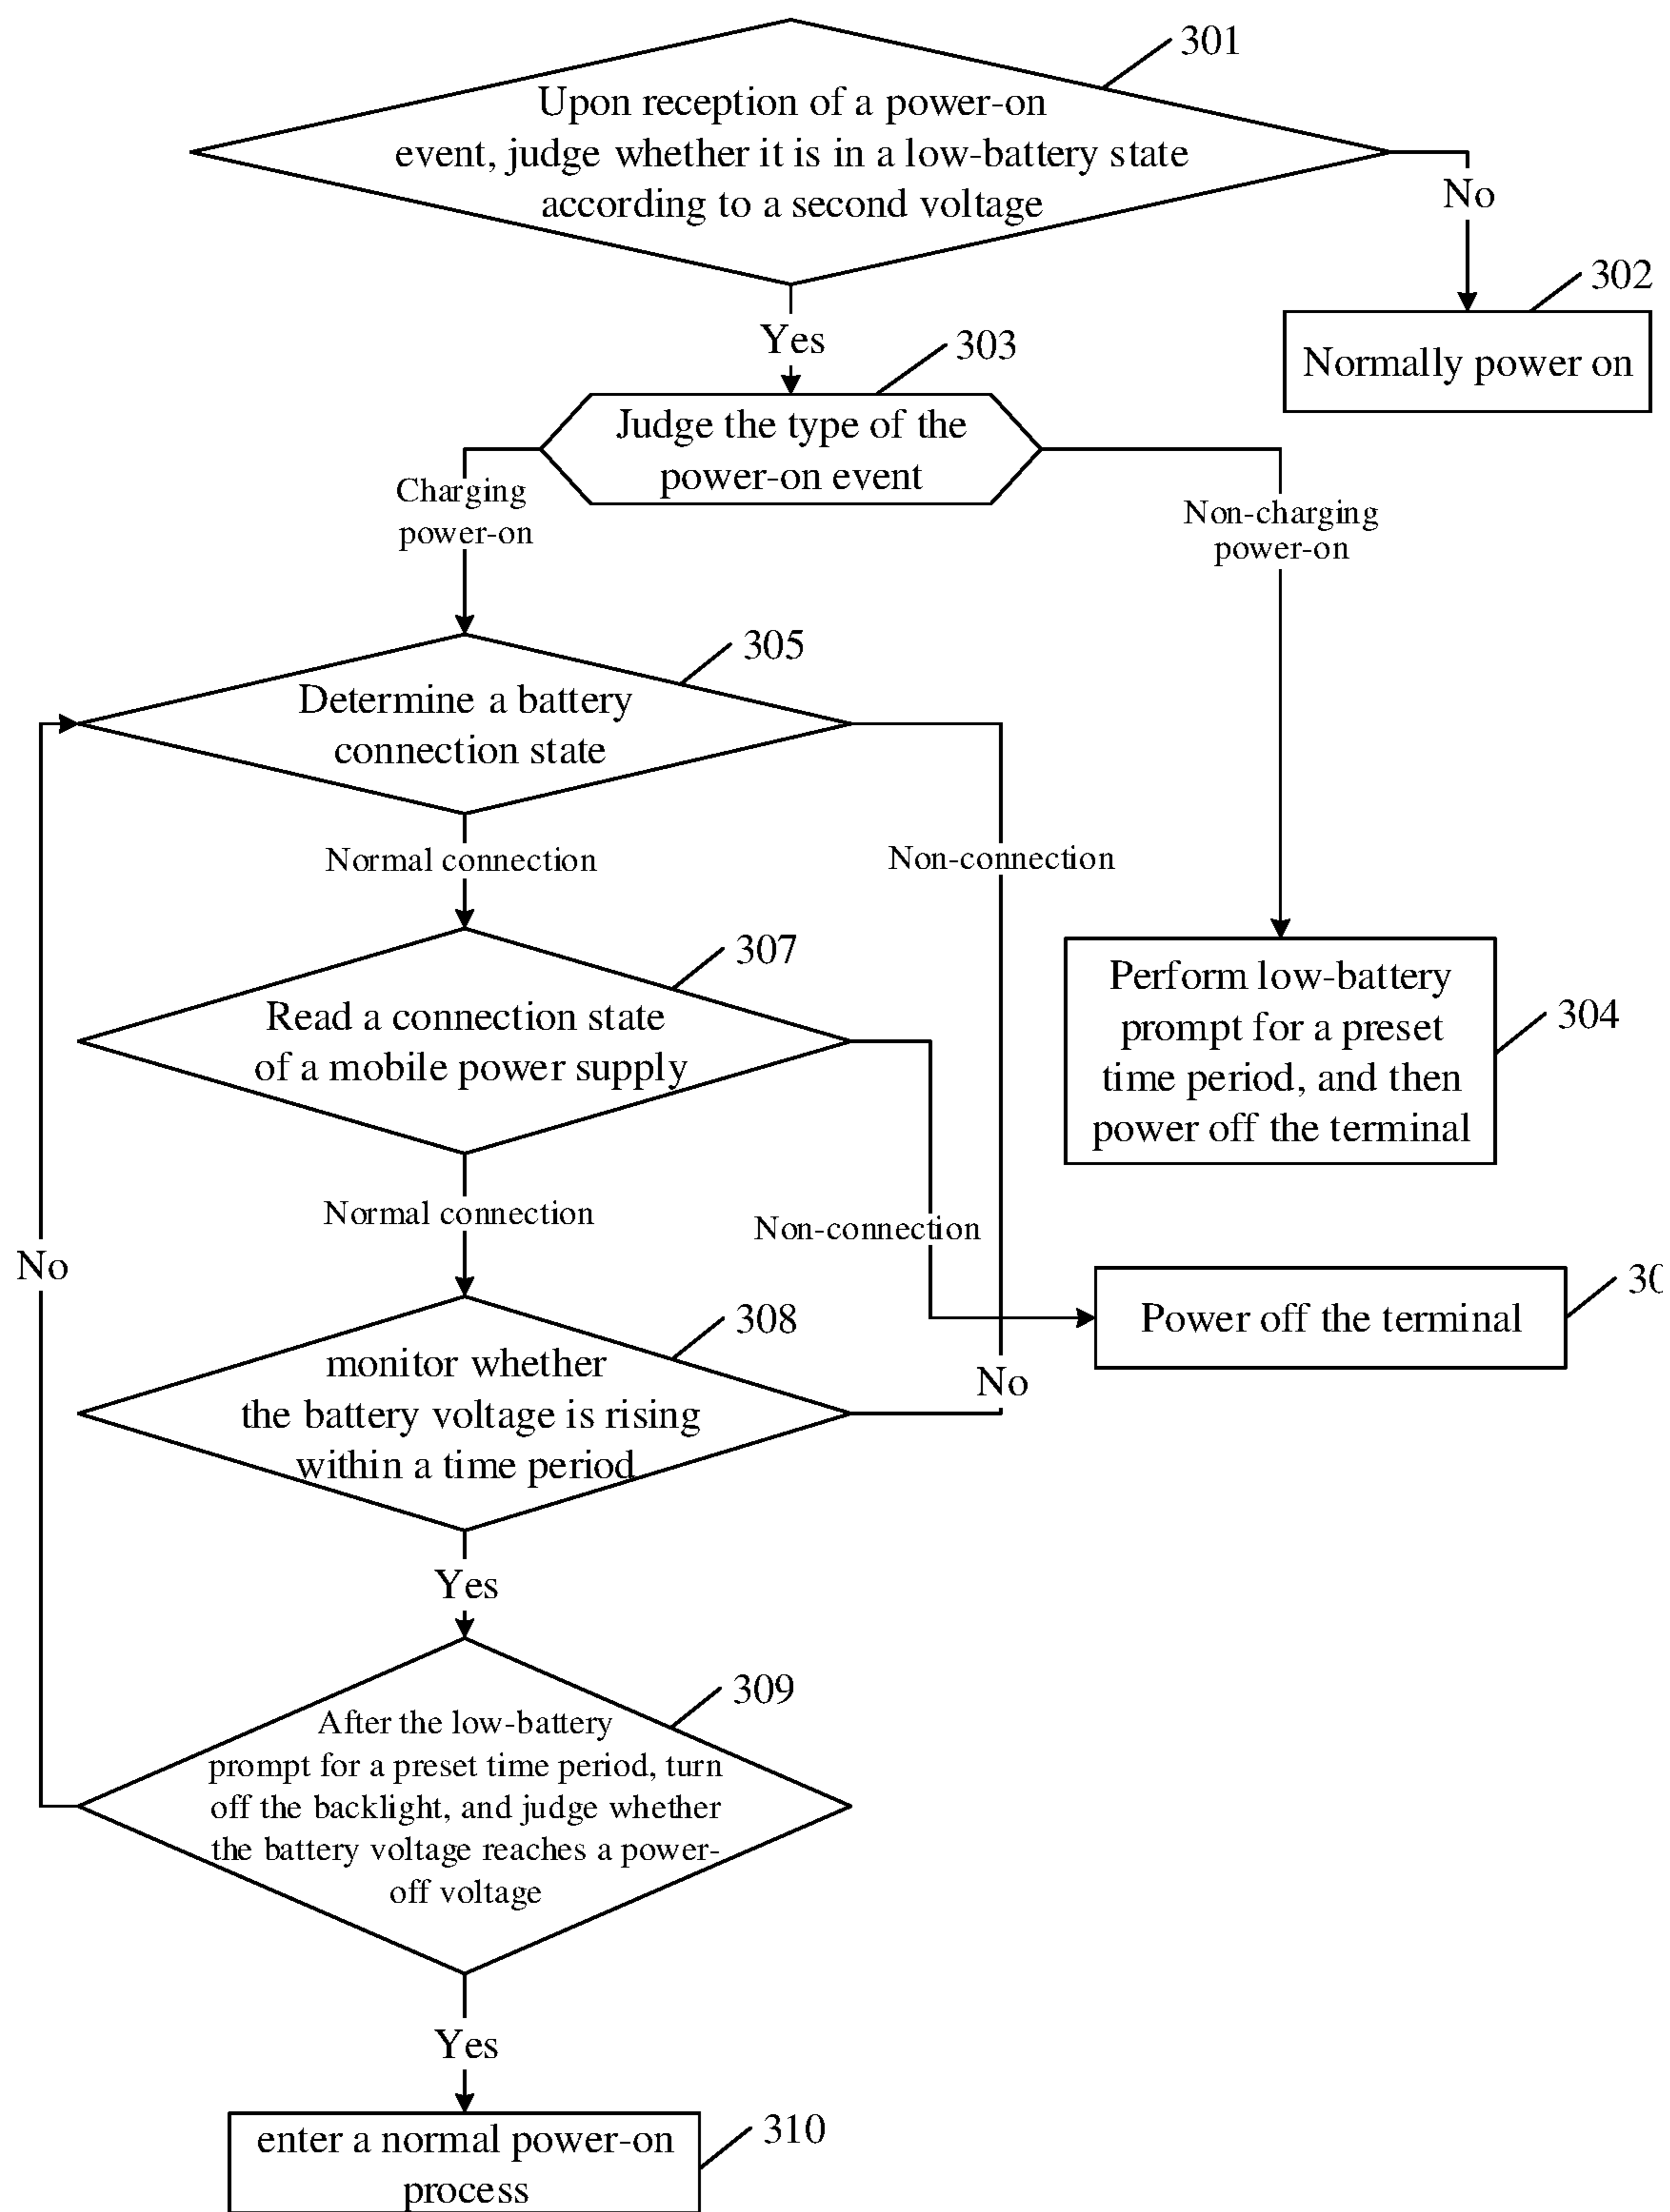 301
Upon reception of a power-on
event, judge whether it is in a low-battery state
according to a second voltage
No
302
Normally power on
Yes
303
Judge the type of the
power-on event
Charging
power-on
Non-charging
power-on
305
Determine a battery
connection state
Normal connection
Non-connection
307
Read a connection state
of a mobile power supply
Perform low-battery
prompt for a preset
time period, and then
power off the terminal
304
Normal connection
Non-connection
No
Power off the terminal
308
monitor whether
the battery voltage is rising
within a time period
No
Yes
309
After the low-battery
prompt for a preset time period, turn
off the backlight, and judge whether
the battery voltage reaches a power-
off voltage
Yes
310
enter a normal power-on
process